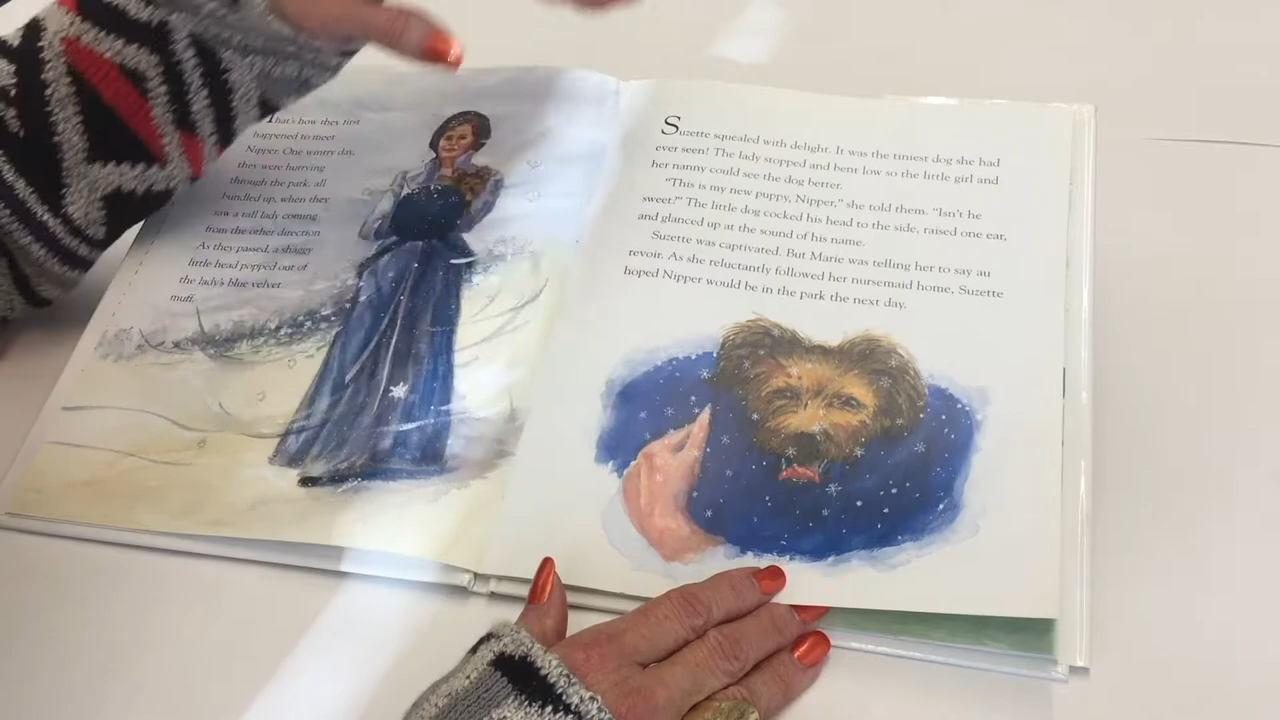 That's how they first
happened to meet
Nipper. One wintry day,
they were hurrying
through the park, all
bundled up, when they
saw a tall lady coming
from the other direction
As they passed, a shaggy
little head popped out of
the lady's blue velvet
muff.
Suzette squealed with delight. It was the tiniest dog she had
ever seen! The lady stopped and bent low so the little girl and
her nanny could see the dog better.
"This is my new puppy, Nipper," she told them. "Isn't he
sweet?" The little dog cocked his head to the side, raised one ear,
and glanced up at the sound of his name.
Suzette was captivated. But Marie was telling her to say au
revoir. As she reluctantly followed her nursemaid home, Suzette
hoped Nipper would be in the park the next day.